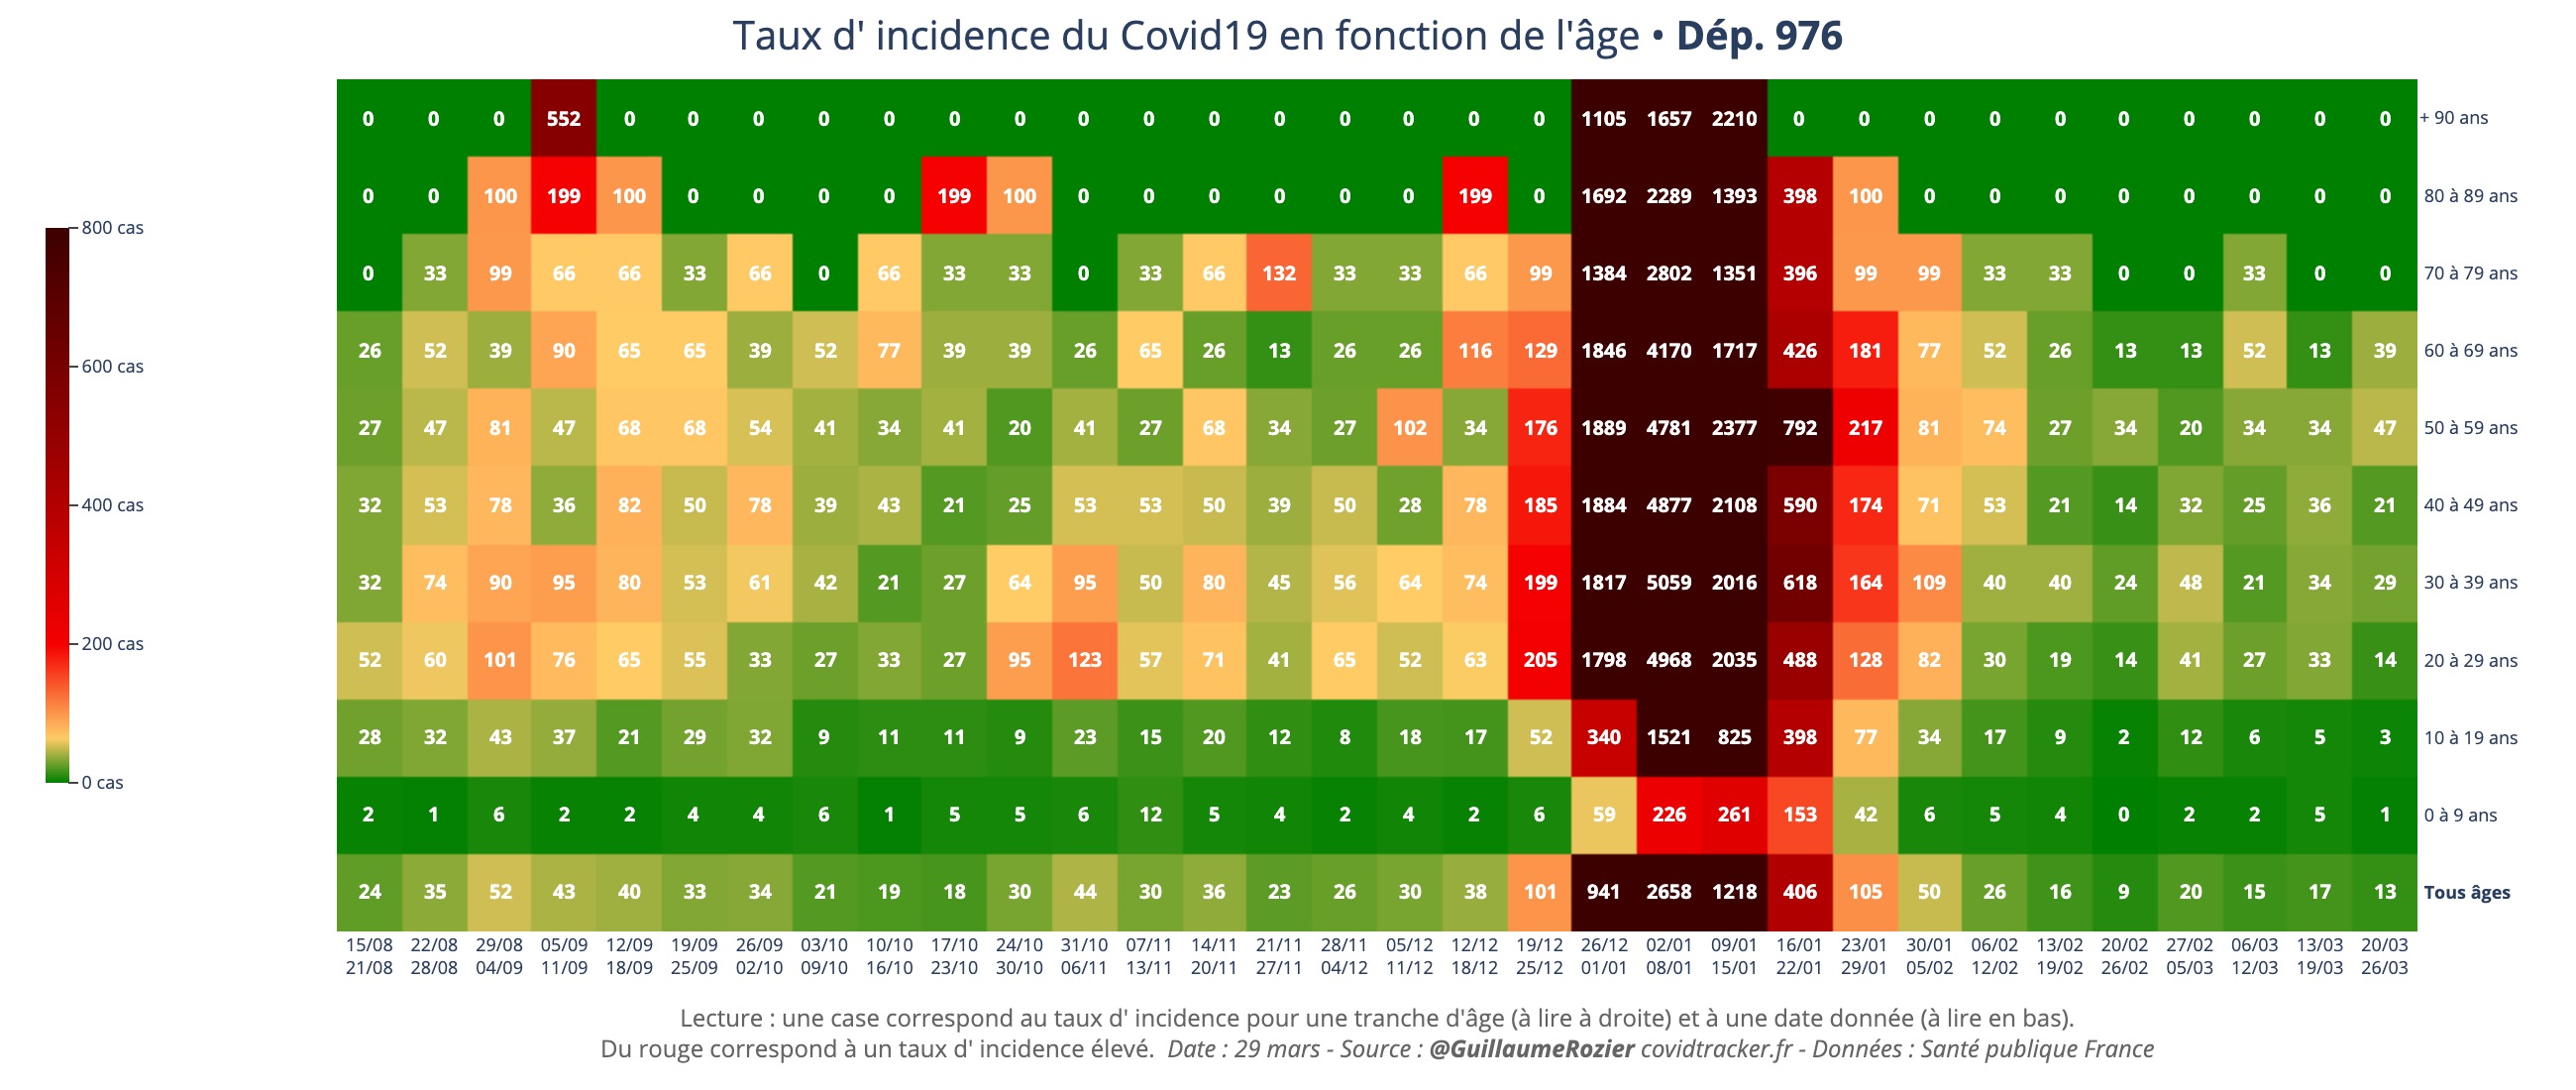 Taux d' incidence du Covid19 en fonction de l'âge • Dép. 976
800 cas
600 cas
400 cas
200 cas
0 cas
0 0 0 552 0 0 0 0 0 0 0 0 0 0 0 0 0 0 0 1105 1657 2210 0 0 0 0 0 0 0 0 0 0 + 90 ans
0 0 100 199 100 0 0 0 0 199 100 0 0 0 0 0 0 199 0 1692 2289 1393 398 100 0 0 0 0 0 0 0 0 80 à 89 ans
0 33 99 66 66 33 66 0 66 33 33 0 33 66 132 33 33 66 99 1384 2802 1351 396 99 99 33 33 0 0 33 0 0 70 à 79 ans
26 52 39 90 65 65 39 52 77 39 39 26 65 26 13 26 26 116 129 1846 4170 1717 426 181 77 52 26 13 13 52 13 39 60 à 69 ans
27 47 81 47 68 68 54 41 34 41 20 41 27 68 34 27 102 34 176 1889 4781 2377 792 217 81 74 27 34 20 34 34 47 50 à 59 ans
32 53 78 36 82 50 78 39 43 21 25 53 53 50 39 50 28 78 185 1884 4877 2108 590 174 71 53 21 14 32 25 36 21 40 à 49 ans
32 74 90 95 80 53 61 42 21 27 64 95 50 80 45 56 64 74 199 1817 5059 2016 618 164 109 40 40 24 48 21 34 29 30 à 39 ans
52 60 101 76 65 55 33 27 33 27 95 123 57 71 41 65 52 63 205 1798 4968 2035 488 128 82 30 19 14 41 27 33 14 20 à 29 ans
28 32 43 37 21 29 32 9 11 11 9 23 15 20 12 8 18 17 52 340 1521 825 398 77 34 17 9 2 12 6 5 3 10 à 19 ans
2 1 6 2 2 4 4 6 1 5 5 6 12 5 4 2 4 2 6 59 226 261 153 42 6 5 4 0 2 2 5 1 0 à 9 ans
24 35 52 43 40 33 34 21 19 18 30 44 30 36 23 26 30 38 101 941 2658 1218 406 105 50 26 16 9 20 15 17 13 Tous âges
15/08 22/08 29/08 05/09 12/09 19/09 26/09 03/10 10/10 17/10 24/10 31/10 07/11 14/11 21/11 28/11 05/12 12/12 19/12 26/12 02/01 09/01 16/01 23/01 30/01 06/02 13/02 20/02 27/02 06/03 13/03 20/03
21/08 28/08 04/09 11/09 18/09 25/09 02/10 09/10 16/10 23/10 30/10 06/11 13/11 20/11 27/11 04/12 11/12 18/12 25/12 01/01 08/01 15/01 22/01 29/01 05/02 12/02 19/02 26/02 05/03 12/03 19/03 26/03
Lecture : une case correspond au taux d' incidence pour une tranche d'âge (à lire à droite) et à une date donnée (à lire en bas).
Du rouge correspond à un taux d' incidence élevé. Date : 29 mars - Source : @GuillaumeRozier covidtracker.fr - Données : Santé publique France